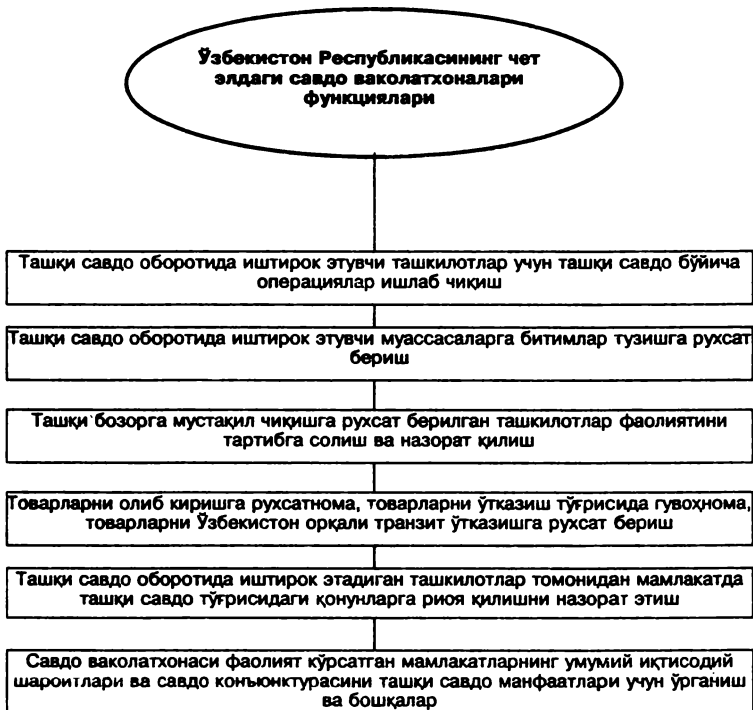 Ўзбекистон Республикасининг чет
элдаги савдо ваколатхоналари
функциялари
Ташқи савдо оборотида иштирок этувчи ташкилотлар учун ташқи савдо бўйича
операциялар ишлаб чиқиш
Ташқи савдо оборотида иштирок этувчи муассасаларга битимлар тузишга рухсат
бериш
Ташқи бозорга мустақил чиқишга рухсат берилган ташкилотлар фаолиятини
тартибга солиш ва назорат қилиш
Товарларни олиб киришга рухсатнома, товарларни ўтказиш тўғрисида гувоҳнома,
товарларни Ўзбекистон орқали транзит ўтказишга рухсат бериш
Ташқи савдо оборотида иштирок этадиган ташкилотлар томонидан мамлакатда
ташқи савдо тўғрисидаги қонунларга риоя қилишни назорат этиш
Савдо ваколатхонаси фаолият кўрсатган мамлакатларнинг умумий иқтисодий
шароитлари ва савдо конъюнктурасини ташқи савдо манфаатлари учун ўрганиш
ва бошқалар